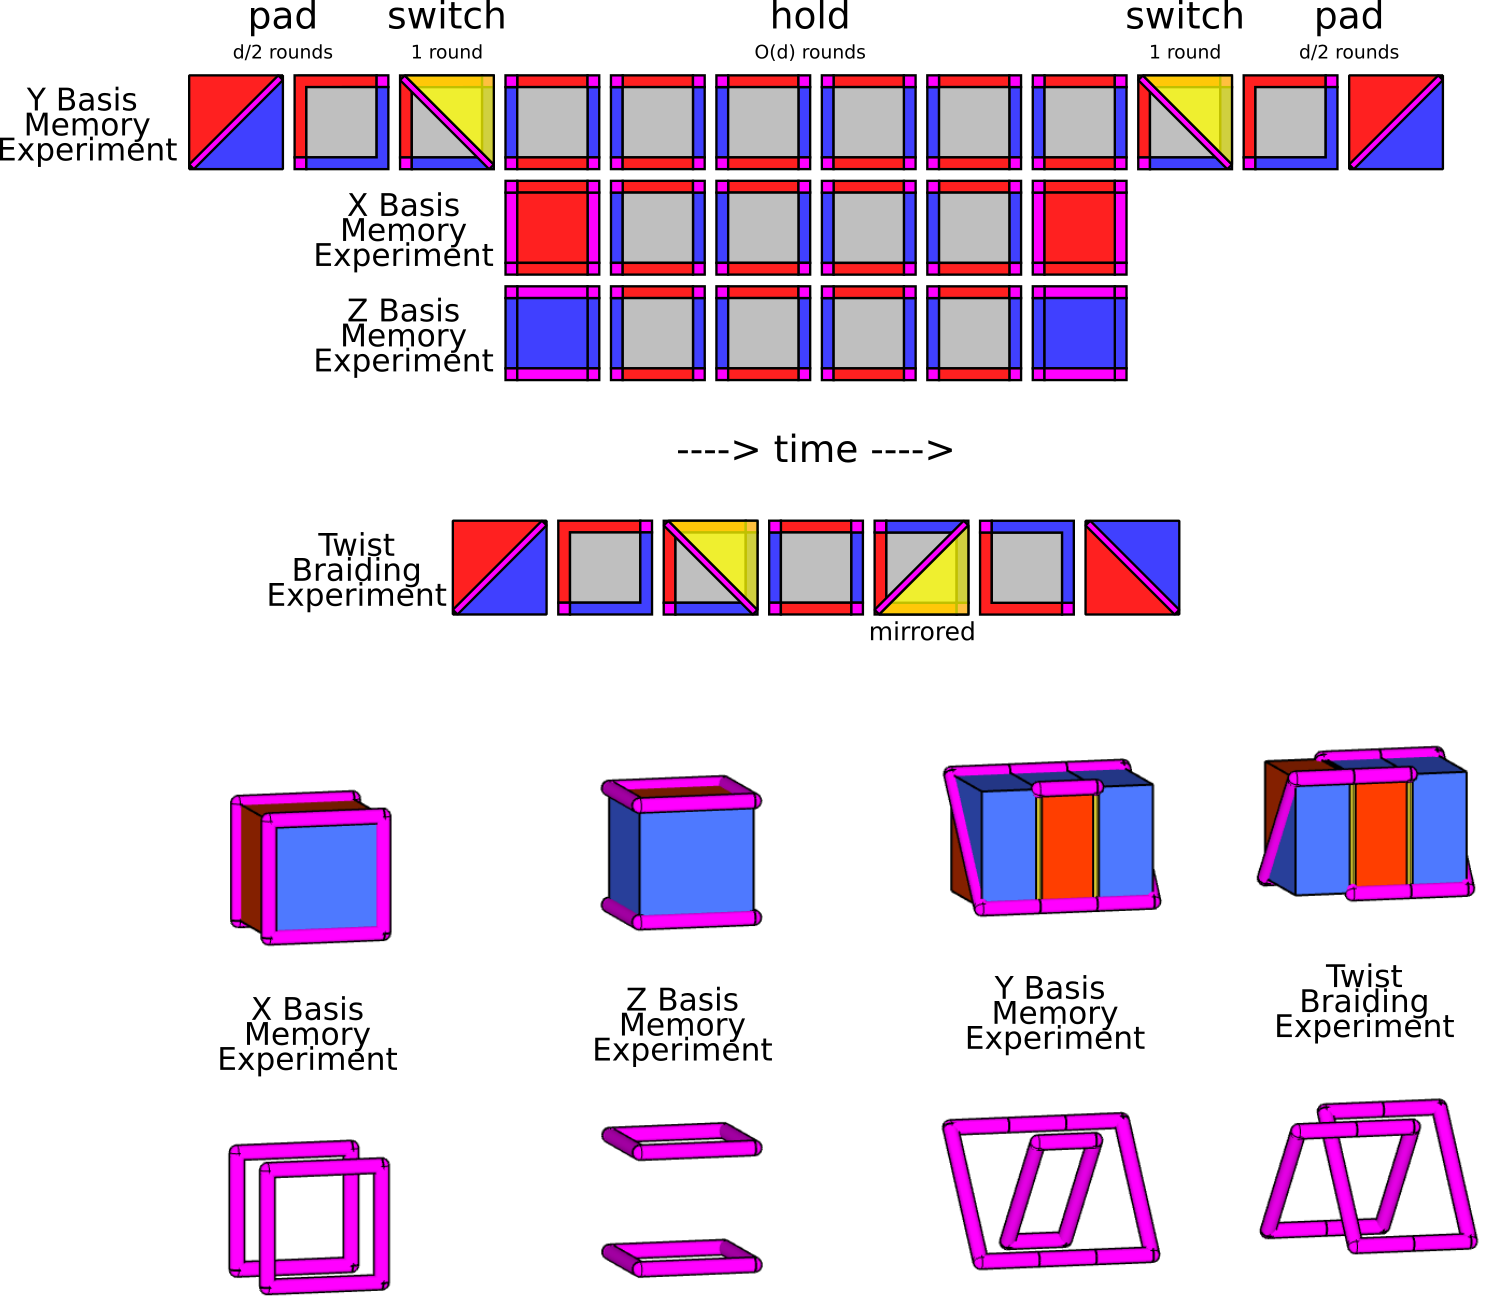 pad switch hold switch pad
d/2 rounds 1 round O(d) rounds 1 round d/2 rounds
Y Basis
Memory
Experiment
X Basis
Memory
Experiment
Z Basis
Memory
Experiment
----> time ---->
Twist
Braiding
Experiment
mirrored
X Basis
Memory
Experiment
Z Basis
Memory
Experiment
Y Basis
Memory
Experiment
Twist
Braiding
Experiment